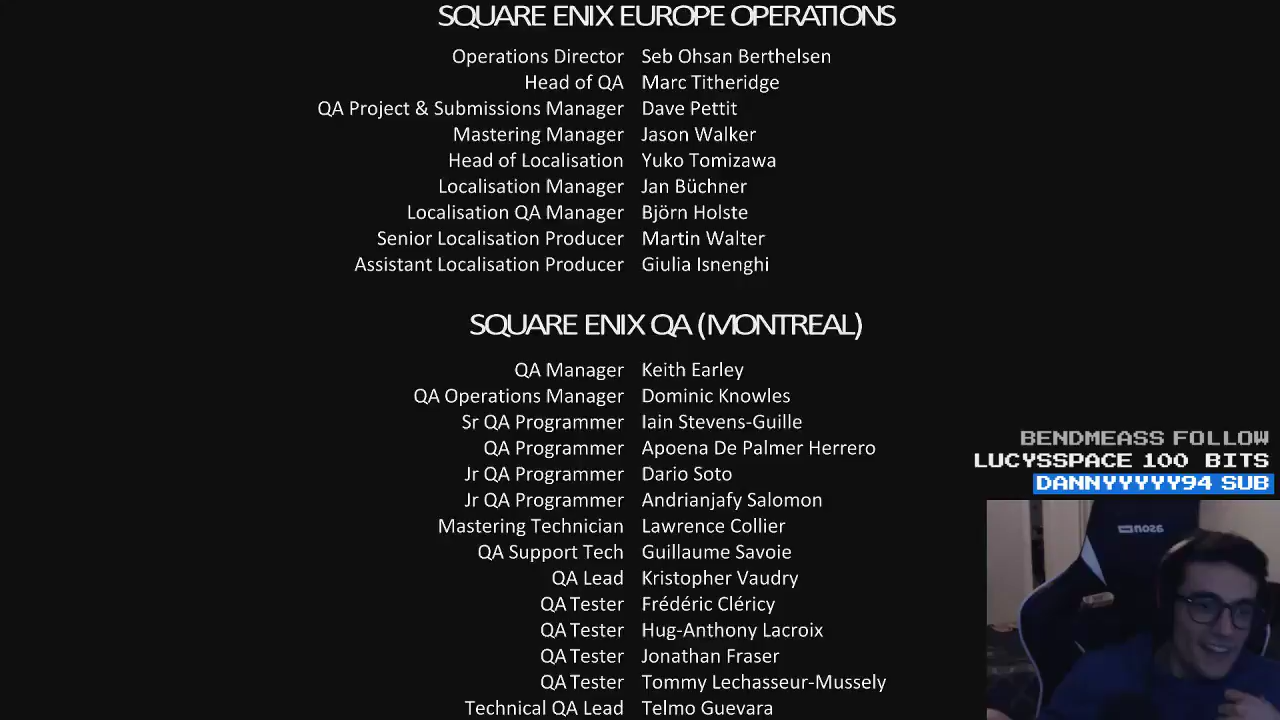 SQUARE ENIX EUROPE OPERATIONS
Operations Director Seb Ohsan Berthelsen
Head of QA Marc Titheridge
QA Project & Submissions Manager Dave Pettit
Mastering Manager Jason Walker
Head of Localisation Yuko Tomizawa
Localisation Manager Jan Büchner
Localisation QA Manager Björn Holste
Senior Localisation Producer Martin Walter
Assistant Localisation Producer Giulia Isnenghi
SQUARE ENIX QA (MONTREAL)
QA Manager Keith Earley
QA Operations Manager Dominic Knowles
Sr QA Programmer Iain Stevens-Guille
QA Programmer Apoena De Palmer Herrero
Jr QA Programmer Dario Soto
Jr QA Programmer Andrianjafy Salomon
Mastering Technician Lawrence Collier
QA Support Tech Guillaume Savoie
QA Lead Kristopher Vaudry
QA Tester Frédéric Cléricy
QA Tester Hug-Anthony Lacroix
QA Tester Jonathan Fraser
QA Tester Tommy Lechasseur-Mussely
Technical QA Lead Telmo Guevara
BENDMEASS FOLLOW
LUCYSSPACE 100 BITS
DANNYYYYY94 SUB